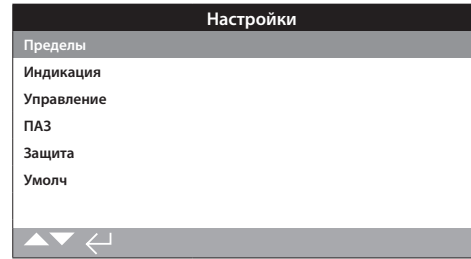 Настройки
Пределы
Индикация
Управление
ПАЗ
Защита
Умолч